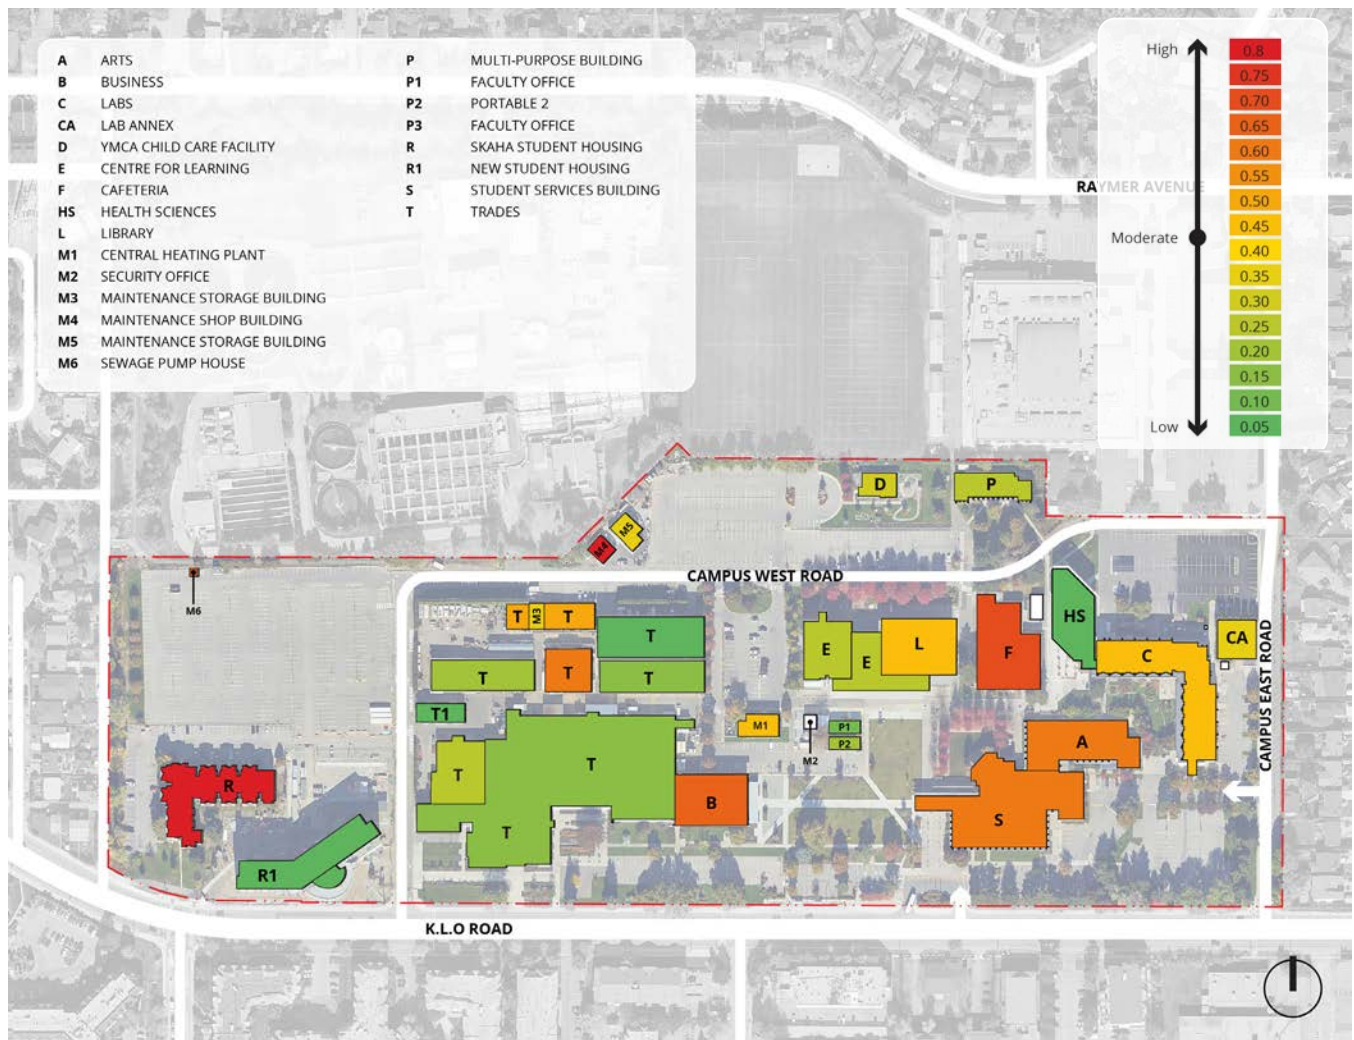 A ARTS
B BUSINESS
C LABS
CA LAB ANNEX
D YMCA CHILD CARE FACILITY
E CENTRE FOR LEARNING
F CAFETERIA
HS HEALTH SCIENCES
L LIBRARY
M1 CENTRAL HEATING PLANT
M2 SECURITY OFFICE
M3 MAINTENANCE STORAGE BUILDING
M4 MAINTENANCE SHOP BUILDING
M5 MAINTENANCE STORAGE BUILDING
M6 SEWAGE PUMP HOUSE
P MULTI-PURPOSE BUILDING
P1 FACULTY OFFICE
P2 PORTABLE 2
P3 FACULTY OFFICE
R SKAHA STUDENT HOUSING
R1 NEW STUDENT HOUSING
S STUDENT SERVICES BUILDING
T TRADES
High
Moderate
Low
0.8
0.75
0.70
0.65
0.60
0.55
0.50
0.45
0.40
0.35
0.30
0.25
0.20
0.15
0.10
0.05
RAYMER AVENUE
D
P
M5
M4
CAMPUS WEST ROAD
M6
T
M3
T
T
HS
CA
E
E
L
F
C
T
T
T
T1
M1
M2
P1
P2
A
CAMPUS EAST ROAD
T
T
R
B
S
T
R1
K.L.O ROAD